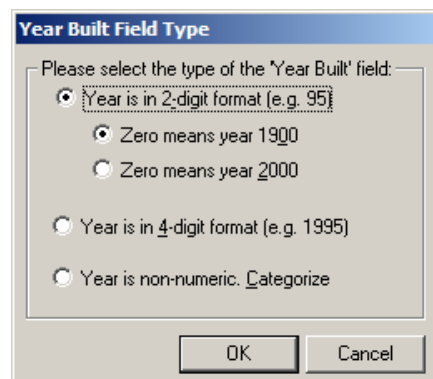 Year Built Field Type
Please select the type of the 'Year Built' field:
Year is in 2-digit format (e.g. 95)
Zero means year 1900
Zero means year 2000
Year is in 4-digit format (e.g. 1995)
Year is non-numeric. Categorize
OK Cancel